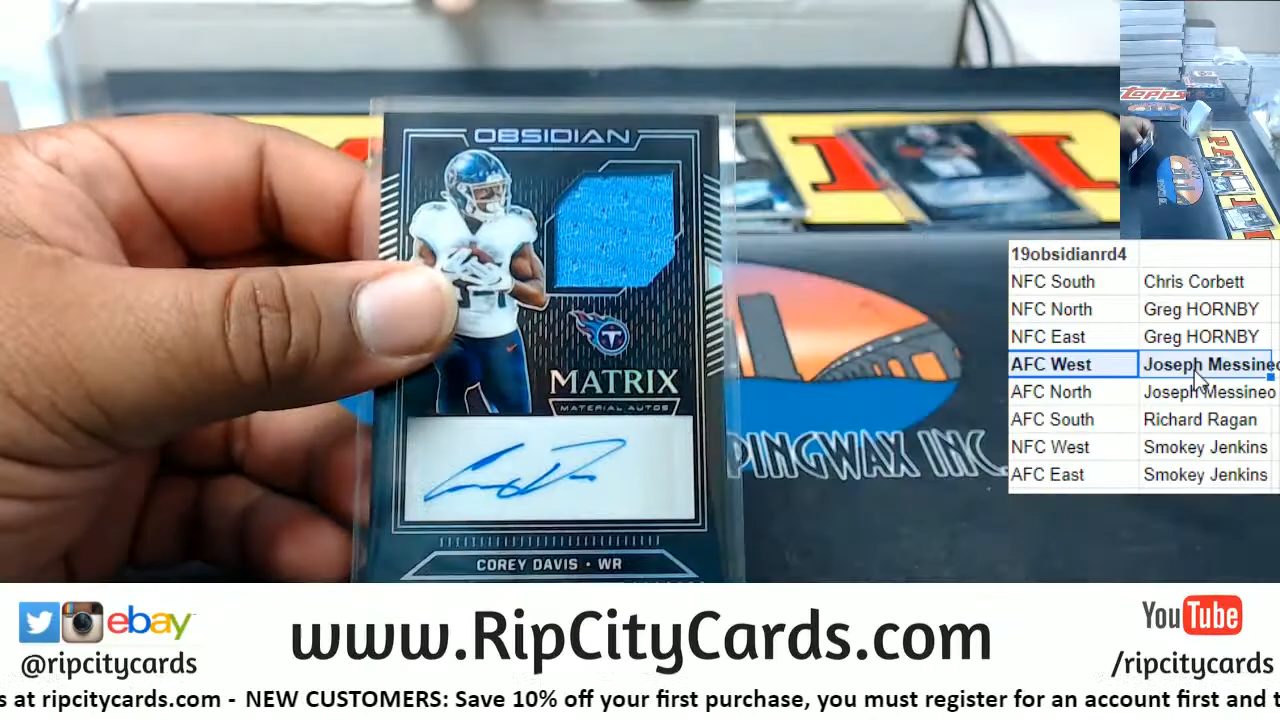 OBSIDIAN
MATRIX
MATERIAL AUTOS
COREY DAVIS • WR
T
TOPPS
PINGWAX INC.
19obsidianrd4
NFC South Chris Corbett
NFC North Greg HORNBY
NFC East Greg HORNBY
AFC West Joseph Messineo
AFC North Joseph Messineo
AFC South Richard Ragan
NFC West Smokey Jenkins
AFC East Smokey Jenkins
ebay
@ripcitycards
www.RipCityCards.com
YouTube
/ripcitycards
s at ripcitycards.com - NEW CUSTOMERS: Save 10% off your first purchase, you must register for an account first and t